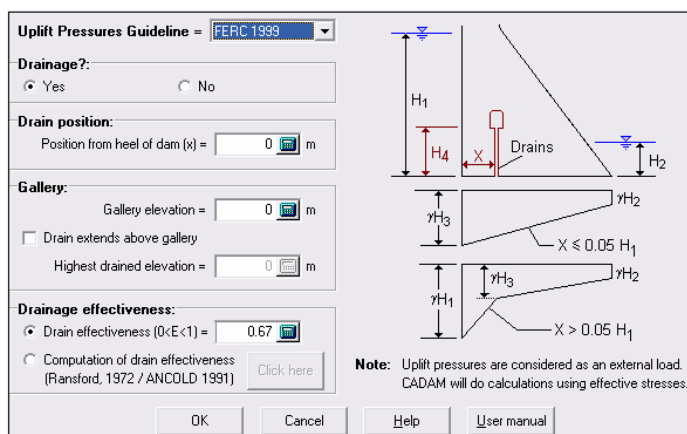 Uplift Pressures Guideline = FERC 1999
Drainage?:
Yes No
Drain position:
Position from heel of dam (x) = 0 m
Gallery:
Gallery elevation = 0 m
Drain extends above gallery
Highest drained elevation = 0 m
Drainage effectiveness:
Drain effectiveness (0<E<1) = 0.67
Computation of drain effectiveness
(Ransford, 1972 / ANCOLD 1991)
Click here
H1
H4
X
Drains
H2
γH3
γH2
X ≤ 0.05 H1
γH1
γH3
γH2
X > 0.05 H1
Note: Uplift pressures are considered as an external load.
CADAM will do calculations using effective stresses.
OK Cancel Help User manual